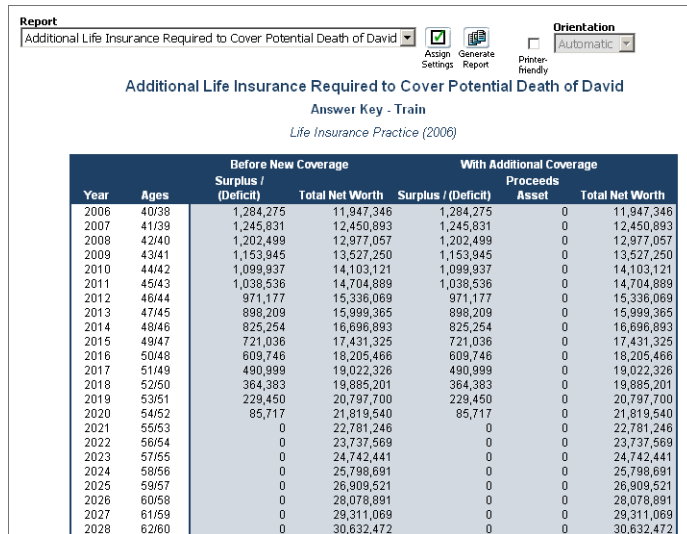 Report
Additional Life Insurance Required to Cover Potential Death of David
Assign Settings
Generate Report
Printer-friendly
Orientation
Automatic
Additional Life Insurance Required to Cover Potential Death of David
Answer Key - Train
Life Insurance Practice (2006)
Before New Coverage With Additional Coverage
Surplus / Proceeds
Year Ages (Deficit) Total Net Worth Surplus / (Deficit) Asset Total Net Worth
2006 40/38 1,284,275 11,947,346 1,284,275 0 11,947,346
2007 41/39 1,245,831 12,450,893 1,245,831 0 12,450,893
2008 42/40 1,202,499 12,977,057 1,202,499 0 12,977,057
2009 43/41 1,153,945 13,527,250 1,153,945 0 13,527,250
2010 44/42 1,099,937 14,103,121 1,099,937 0 14,103,121
2011 45/43 1,038,536 14,704,889 1,038,536 0 14,704,889
2012 46/44 971,177 15,336,069 971,177 0 15,336,069
2013 47/45 898,209 15,999,365 898,209 0 15,999,365
2014 48/46 825,254 16,696,893 825,254 0 16,696,893
2015 49/47 721,036 17,431,325 721,036 0 17,431,325
2016 50/48 609,746 18,205,466 609,746 0 18,205,466
2017 51/49 490,999 19,022,326 490,999 0 19,022,326
2018 52/50 364,383 19,885,201 364,383 0 19,885,201
2019 53/51 229,450 20,797,700 229,450 0 20,797,700
2020 54/52 85,717 21,819,540 85,717 0 21,819,540
2021 55/53 0 22,781,246 0 0 22,781,246
2022 56/54 0 23,737,569 0 0 23,737,569
2023 57/55 0 24,742,441 0 0 24,742,441
2024 58/56 0 25,798,691 0 0 25,798,691
2025 59/57 0 26,909,521 0 0 26,909,521
2026 60/58 0 28,078,891 0 0 28,078,891
2027 61/59 0 29,311,069 0 0 29,311,069
2028 62/60 0 30,632,472 0 0 30,632,472